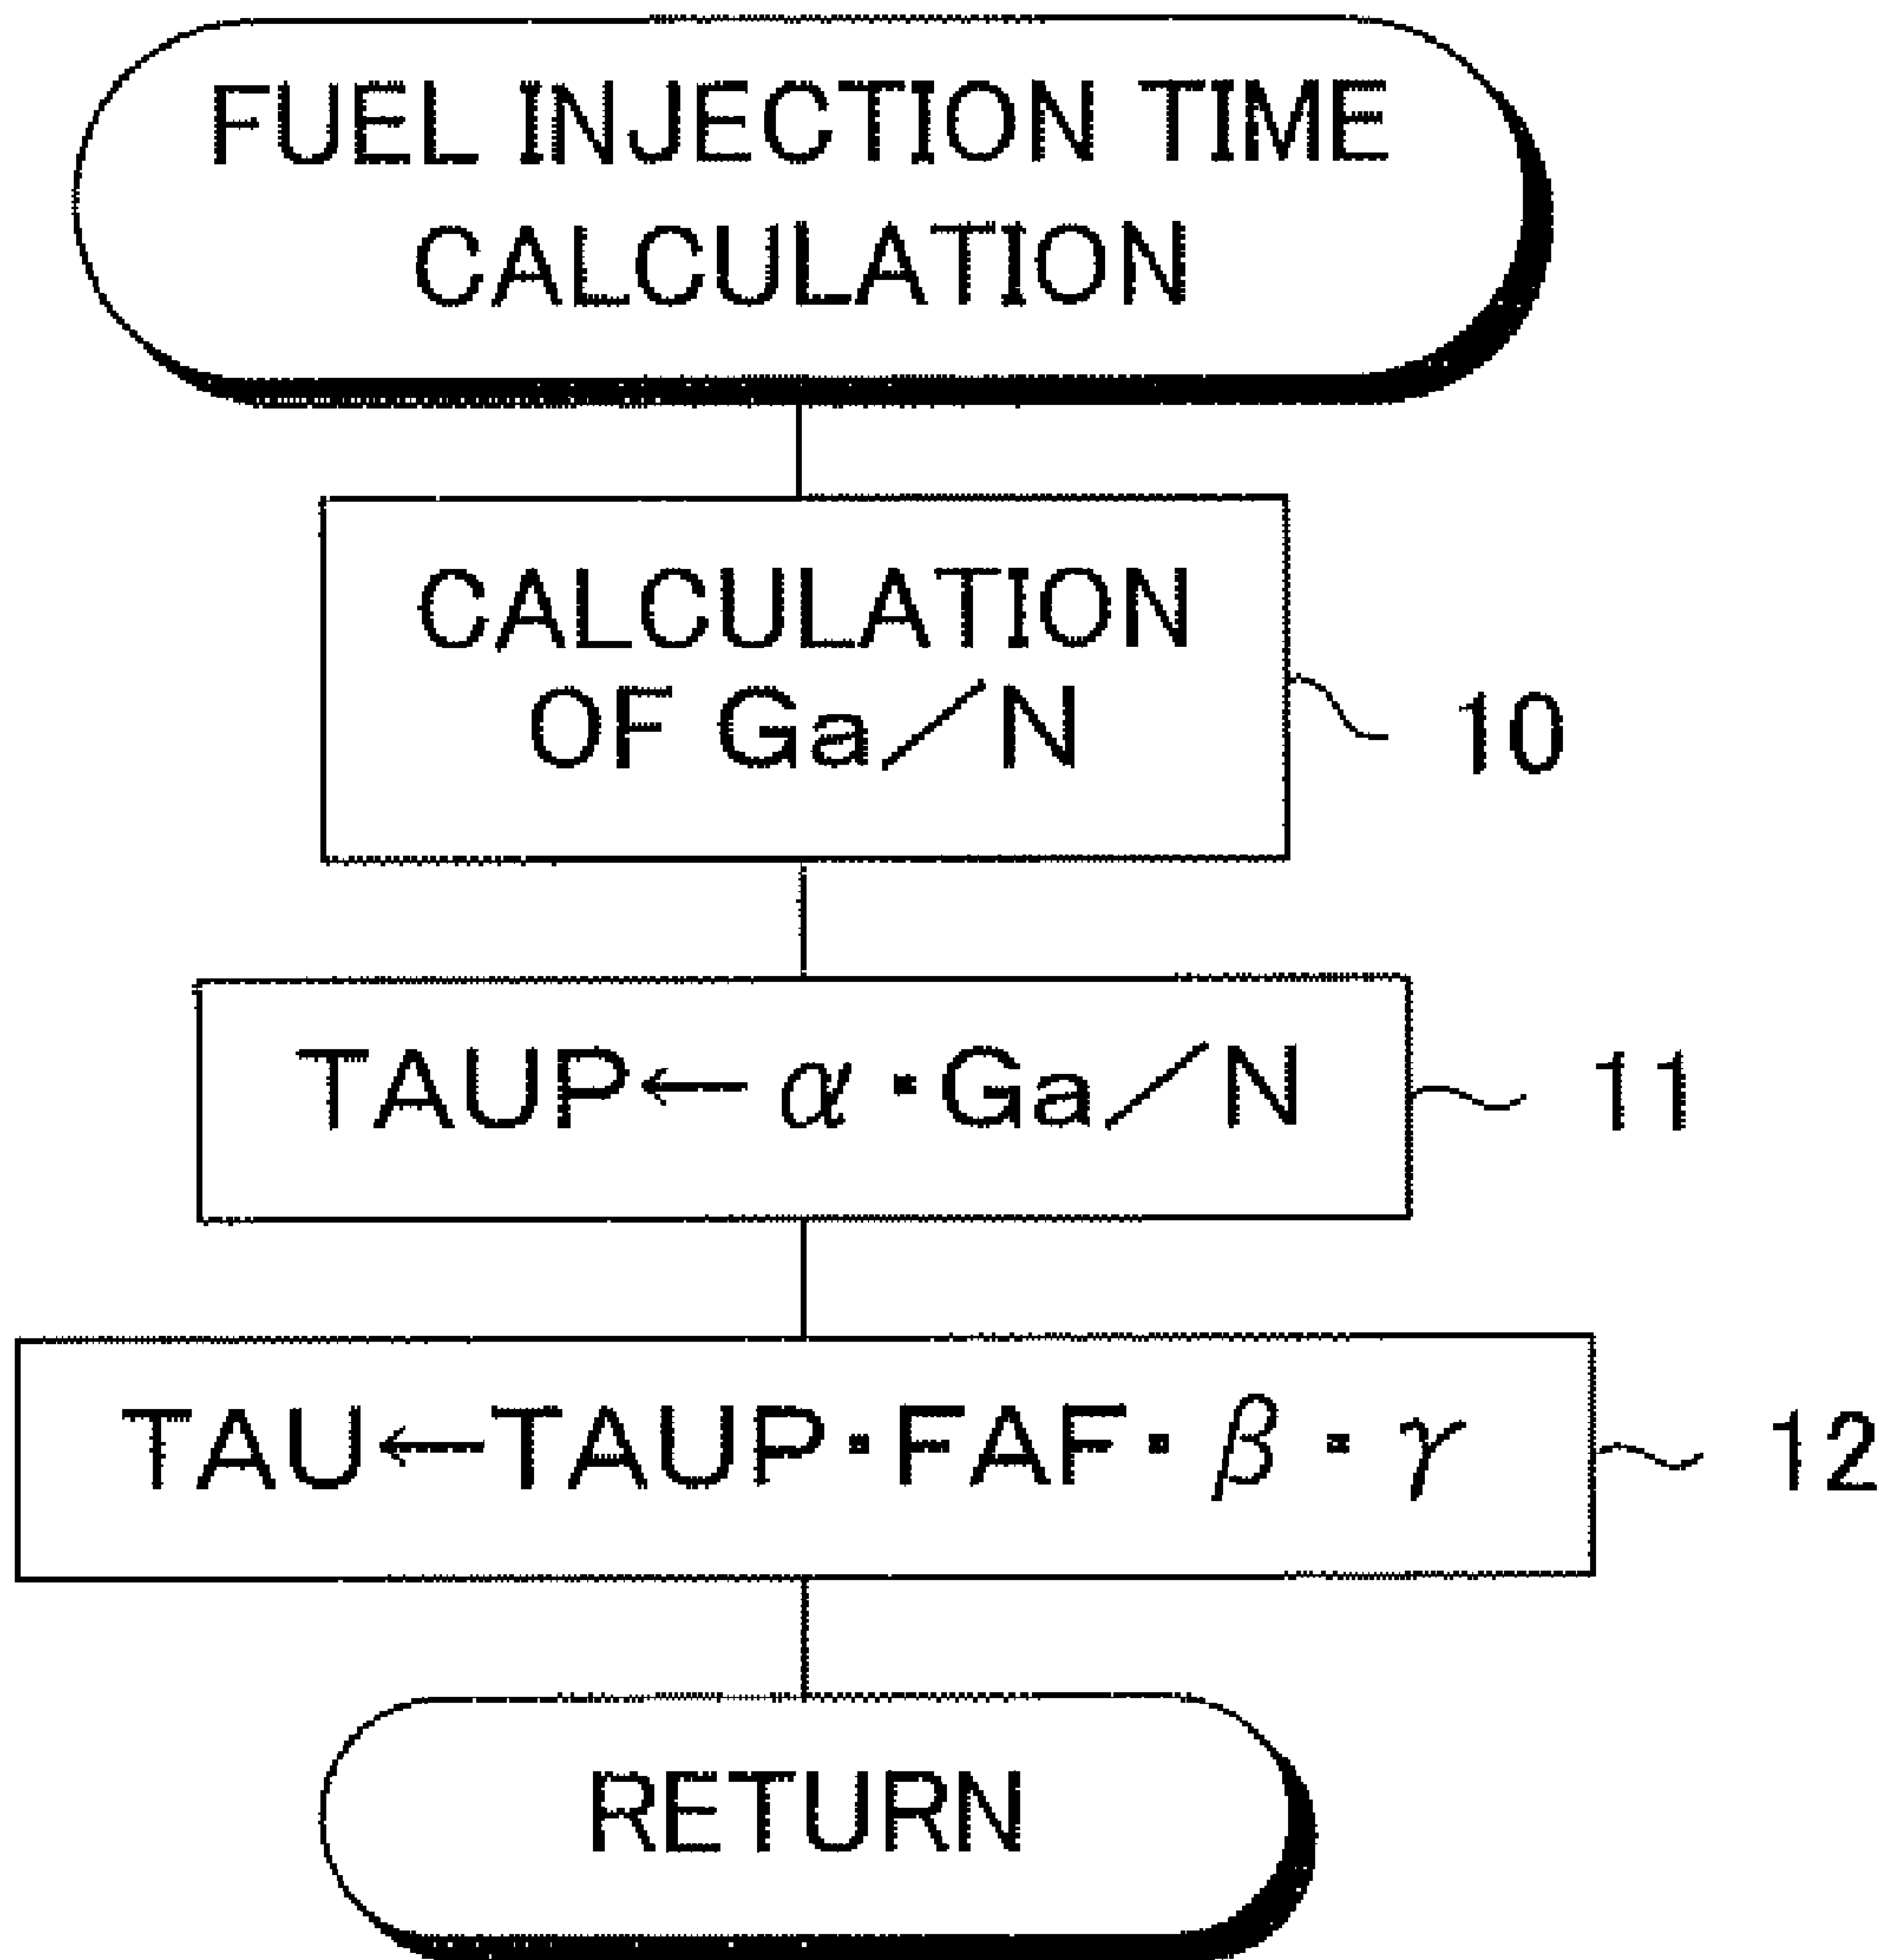 FUEL INJECTION TIME
CALCULATION
CALCULATION
OF Ga/N
10
TAUP←α・Ga/N
11
TAU←TAUP・FAF・β・γ
12
RETURN